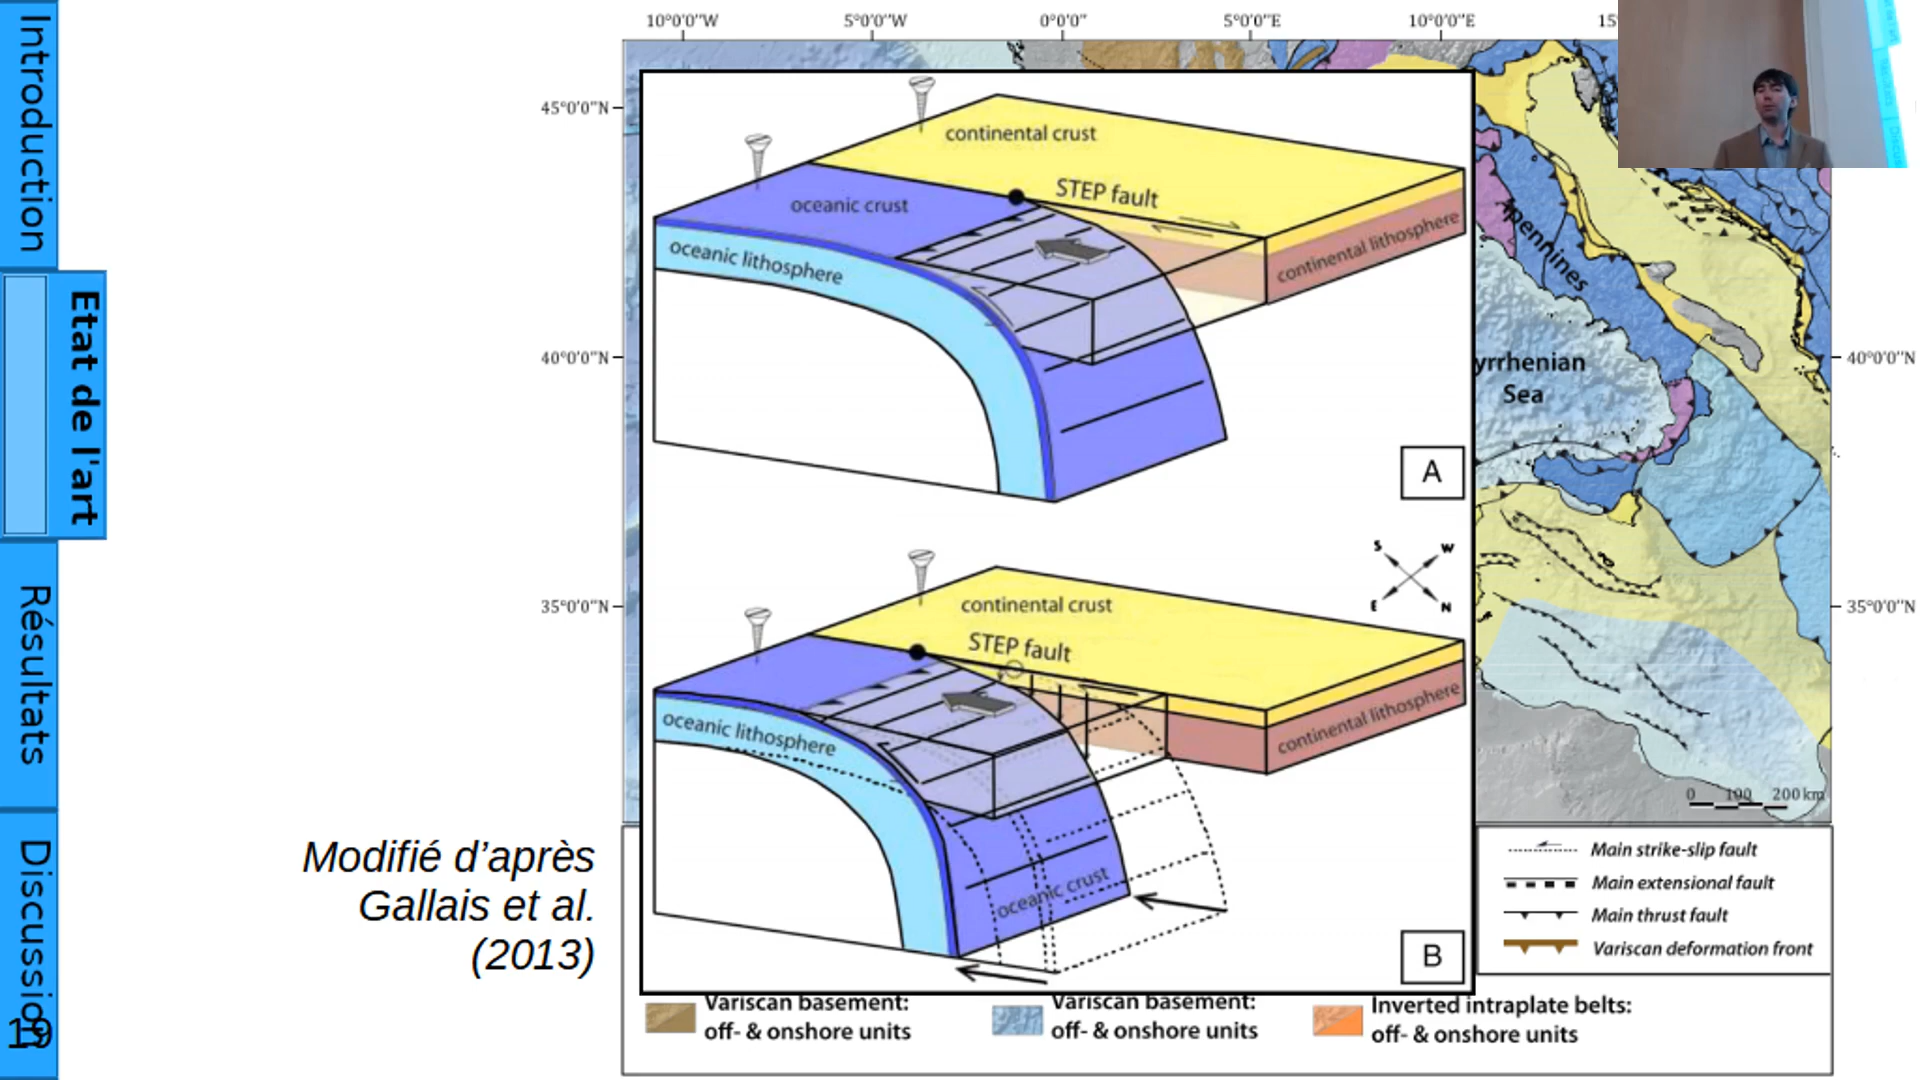 Introduction
Etat de l'art
Résultats
Discussio
19
10°0'0"W
5°0'0"W
0°0'0"
5°0'0"E
10°0'0"E
15
45°0'0"N
40°0'0"N
35°0'0"N
40°0'0"N
35°0'0"N
continental crust
STEP fault
oceanic crust
oceanic lithosphere
continental lithosphere
A
S
W
E
N
continental crust
STEP fault
oceanic lithosphere
continental lithosphere
oceanic crust
B
pennines
yrrhenian
Sea
0 100 200 km
Modifié d'après
Gallais et al.
(2013)
Main strike-slip fault
Main extensional fault
Main thrust fault
Variscan deformation front
Variscan basement:
off- & onshore units
Variscan basement:
off- & onshore units
Inverted intraplate belts:
off- & onshore units